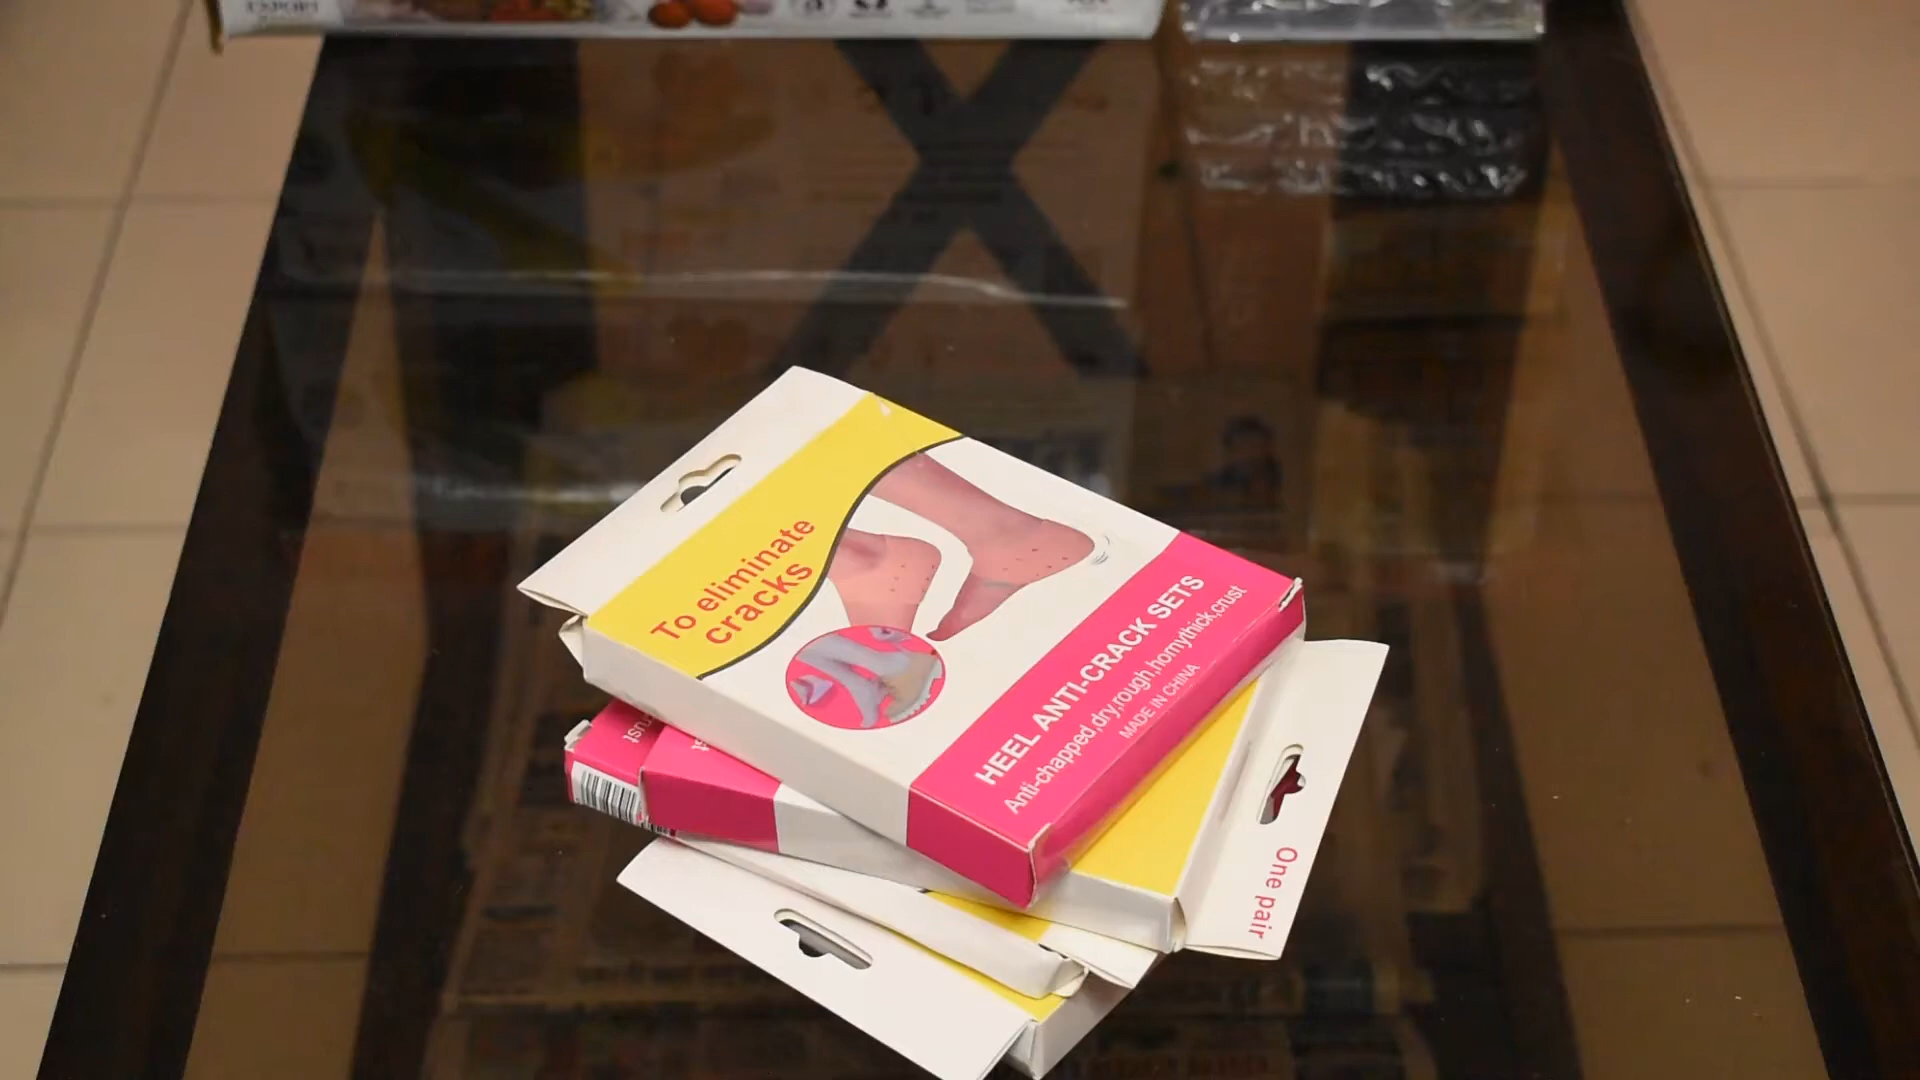 To eliminate
cracks
HEEL ANTI-CRACK SETS
Anti-chapped,dry,rough,hornythick,crust
MADE IN CHINA
One pair